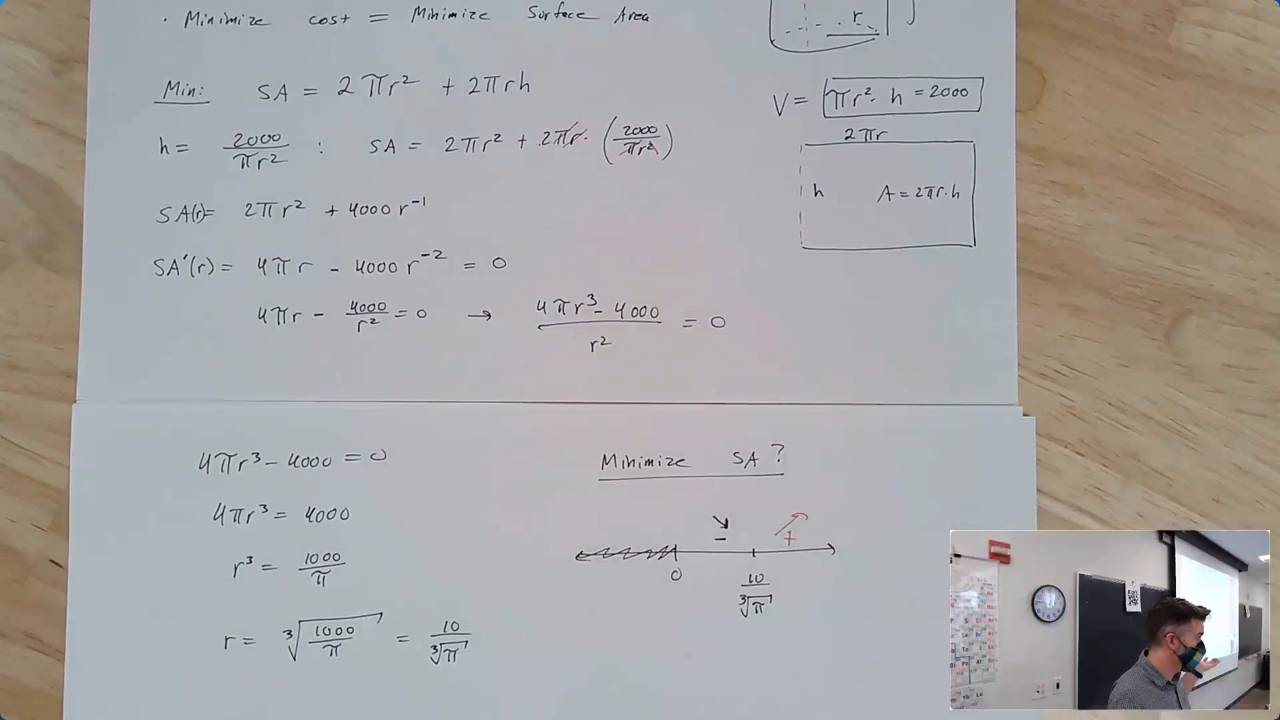 · Minimize cost = Minimize Surface Area
r
Min: SA = 2πr² + 2πrh
V = πr² · h = 2000
h = 2000/πr² : SA = 2πr² + 2πr · (2000/πr²)
2πr
h A = 2πr·h
SA(r) = 2πr² + 4000 r⁻¹
SA'(r) = 4πr - 4000 r⁻² = 0
4πr - 4000/r² = 0 → (4πr³ - 4000)/r² = 0
4πr³ - 4000 = 0
4πr³ = 4000
r³ = 1000/π
r = ∛(1000/π) = 10/∛π
Minimize SA?
- +
0 10/∛π